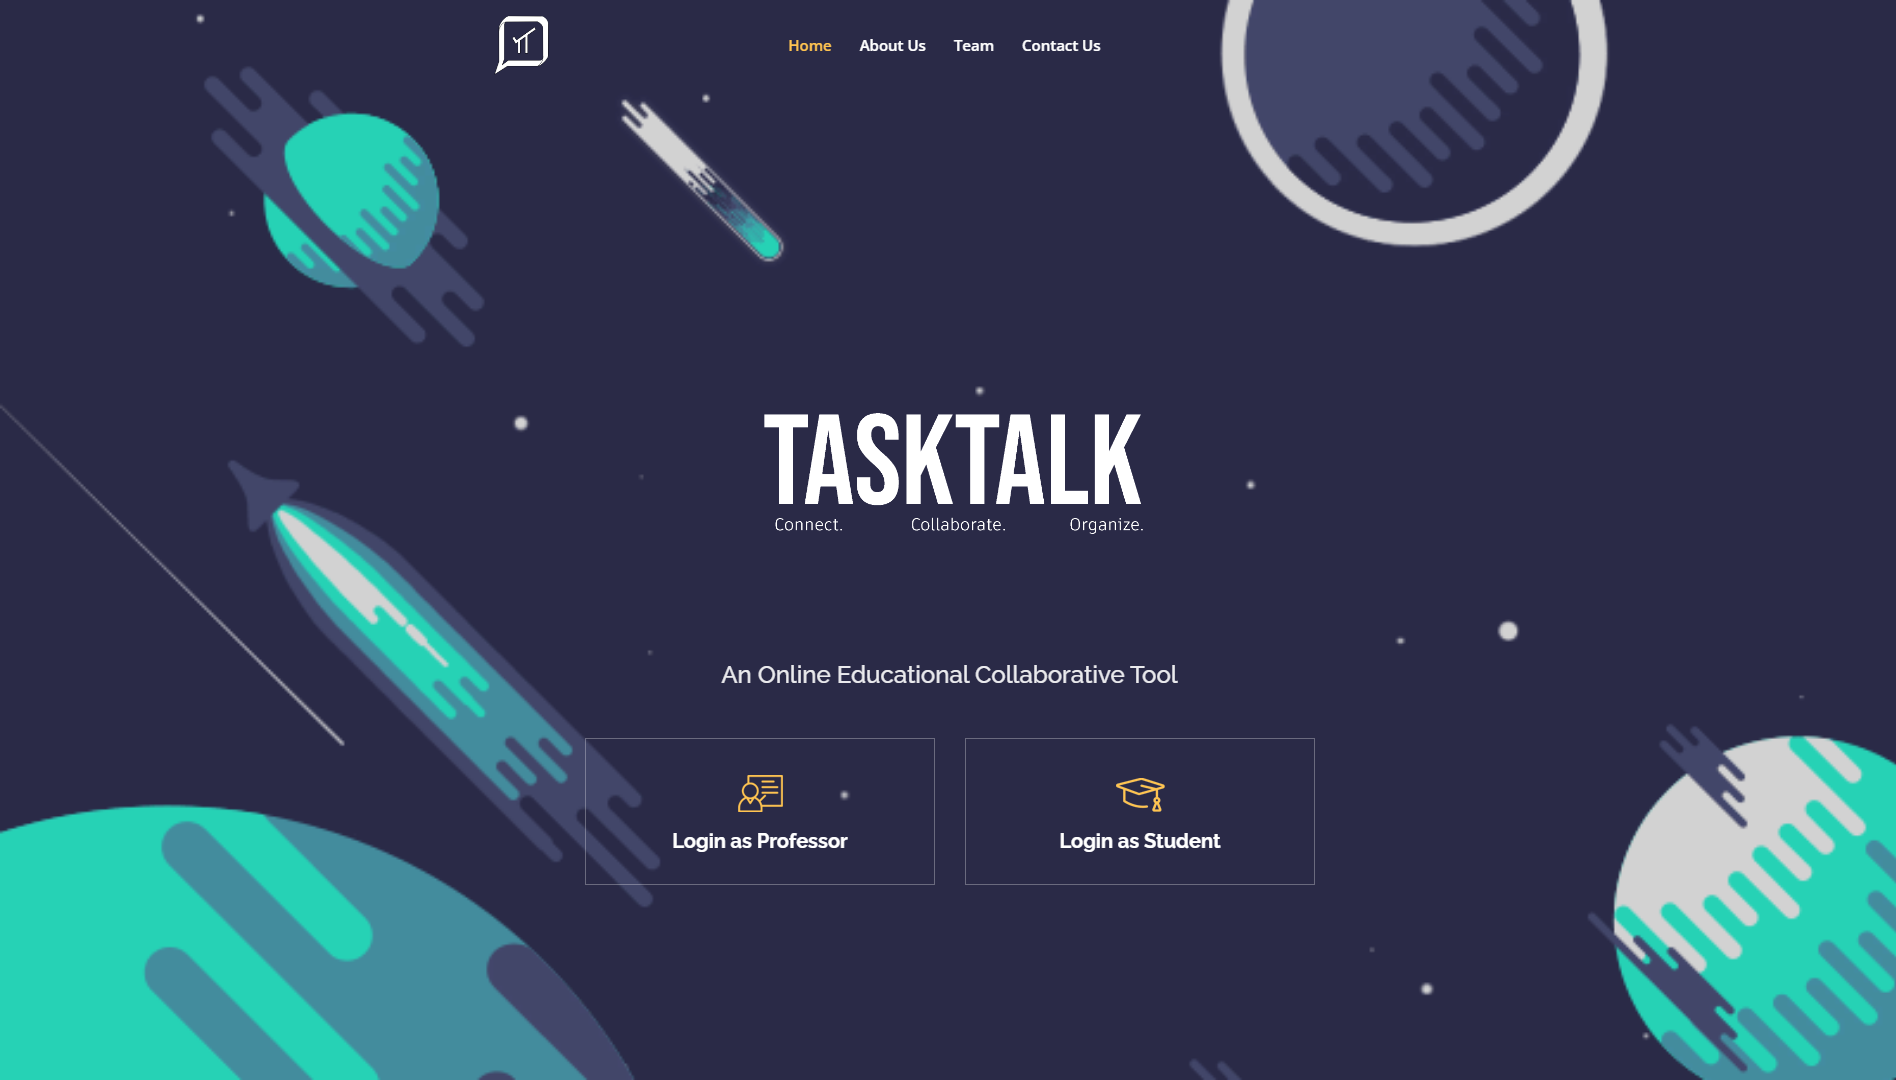 Home About Us Team Contact Us
TASKTALK
Connect. Collaborate. Organize.
An Online Educational Collaborative Tool
Login as Professor
Login as Student